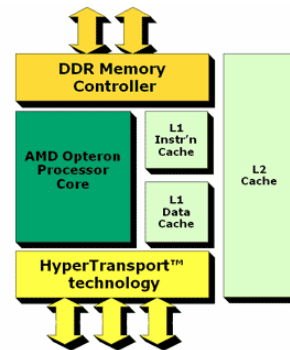 DDR Memory
Controller
AMD Opteron
Processor
Core
L1
Instr'n
Cache
L1
Data
Cache
L2
Cache
HyperTransport™
technology